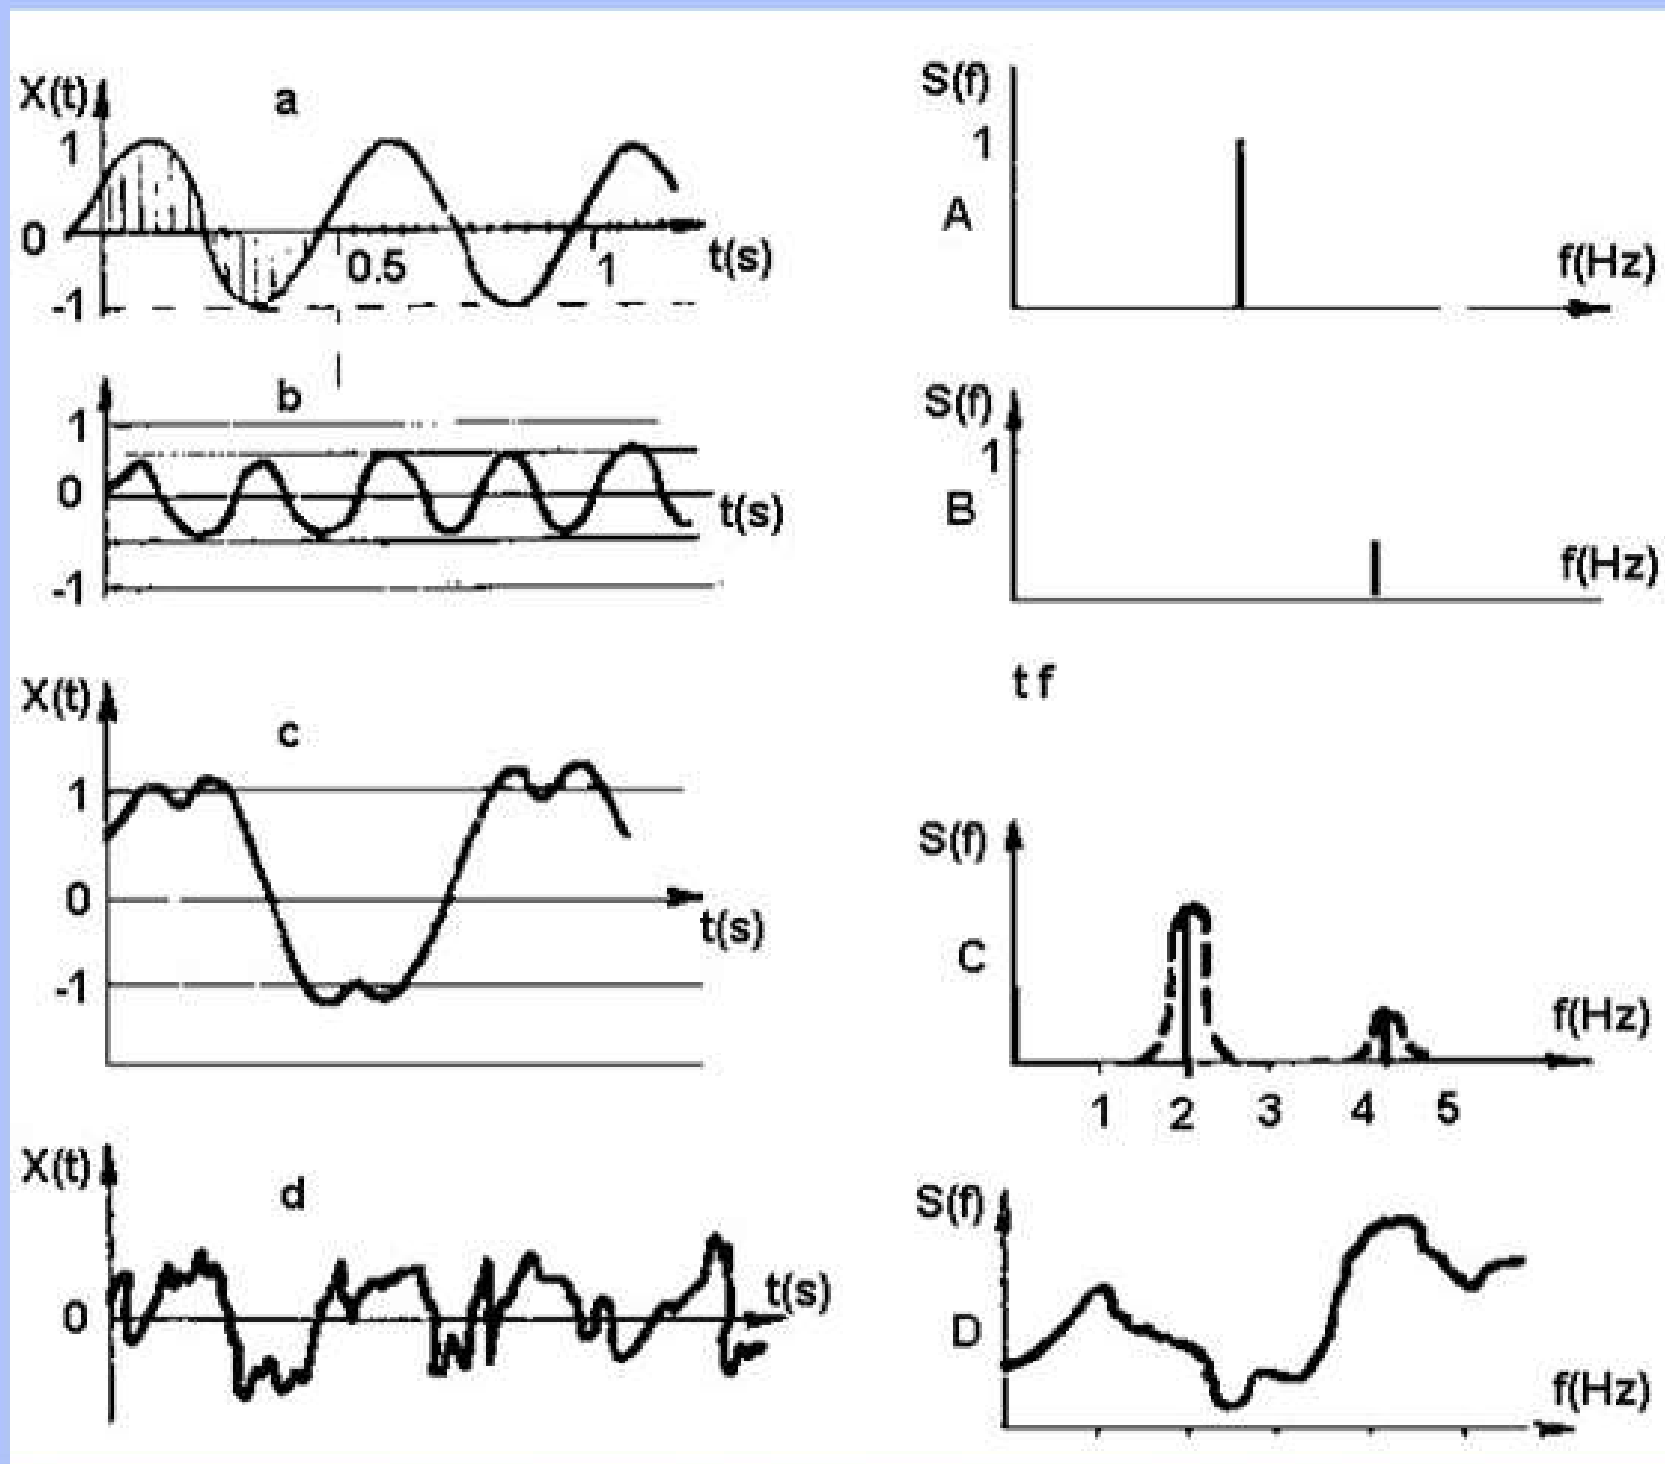 X(t)
a
1
0
-1
0.5
1
t(s)
S(f)
1
A
f(Hz)
b
1
0
-1
t(s)
S(f)
1
B
f(Hz)
t f
X(t)
c
1
0
-1
t(s)
S(f)
C
f(Hz)
1 2 3 4 5
X(t)
d
0
t(s)
S(f)
D
f(Hz)